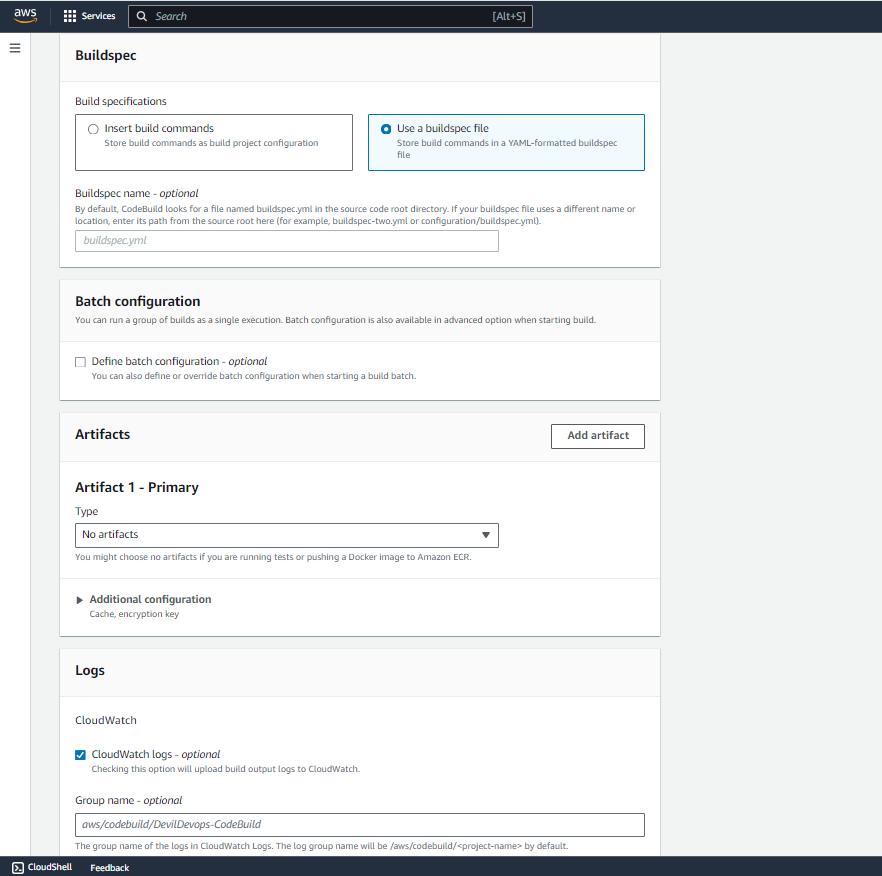 aws
Services
Search
[Alt+S]
Buildspec
Build specifications
Insert build commands
Store build commands as build project configuration
Use a buildspec file
Store build commands in a YAML-formatted buildspec
file
Buildspec name - optional
By default, CodeBuild looks for a file named buildspec.yml in the source code root directory. If your buildspec file uses a different name or
location, enter its path from the source root here (for example, buildspec-two.yml or configuration/buildspec.yml).
buildspec.yml
Batch configuration
You can run a group of builds as a single execution. Batch configuration is also available in advanced option when starting build.
Define batch configuration - optional
You can also define or override batch configuration when starting a build batch.
Artifacts
Add artifact
Artifact 1 - Primary
Type
No artifacts
You might choose no artifacts if you are running tests or pushing a Docker image to Amazon ECR.
Additional configuration
Cache, encryption key
Logs
CloudWatch
CloudWatch logs - optional
Checking this option will upload build output logs to CloudWatch.
Group name - optional
aws/codebuild/DevilDevops-CodeBuild
The group name of the logs in CloudWatch Logs. The log group name will be /aws/codebuild/<project-name> by default.
CloudShell
Feedback